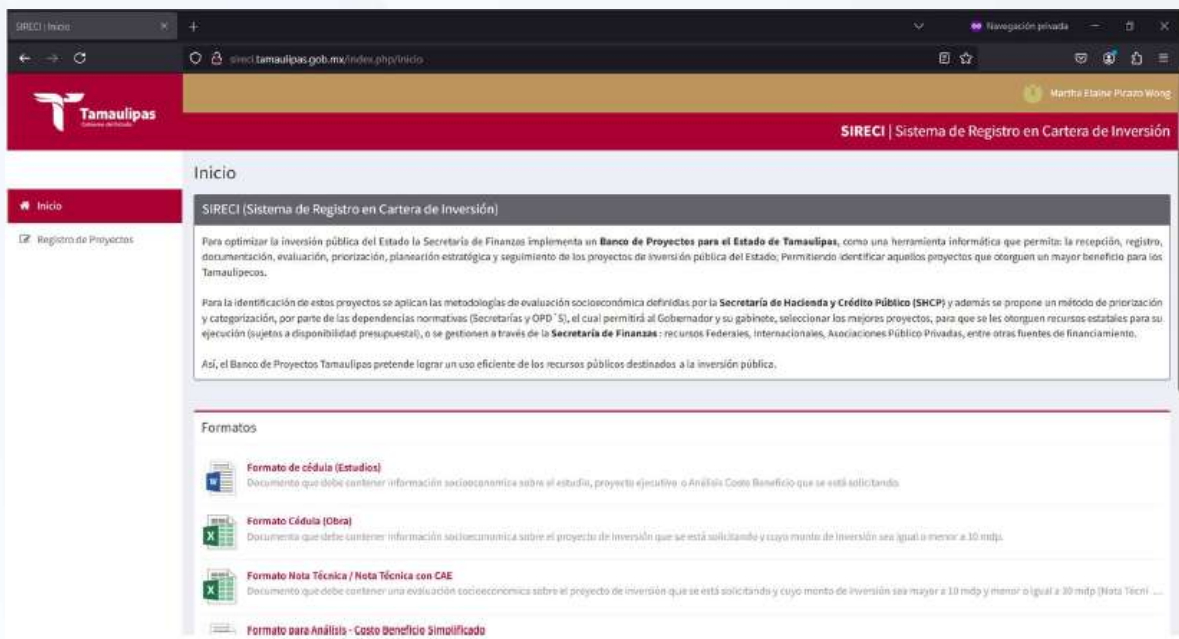 SIRECI | Inicio
Navegación privada
sireci.tamaulipas.gob.mx/index.php/inicio
Tamaulipas
Gobierno del Estado
Martha Elaine Picazo Wong
SIRECI | Sistema de Registro en Cartera de Inversión
Inicio
Inicio
Registro de Proyectos
SIRECI (Sistema de Registro en Cartera de Inversión)
Para optimizar la inversión pública del Estado la Secretaría de Finanzas implementa un Banco de Proyectos para el Estado de Tamaulipas, como una herramienta informática que permita: la recepción, registro,
documentación, evaluación, priorización, planeación estratégica y seguimiento de los proyectos de inversión pública del Estado; Permitiendo identificar aquellos proyectos que otorguen un mayor beneficio para los
Tamaulipecos.
Para la identificación de estos proyectos se aplican las metodologías de evaluación socioeconómica definidas por la Secretaría de Hacienda y Crédito Público (SHCP) y además se propone un método de priorización
y categorización, por parte de las dependencias normativas (Secretarías y OPD`S), el cual permitirá al Gobernador y su gabinete, seleccionar los mejores proyectos, para que se les otorguen recursos estatales para su
ejecución (sujetos a disponibilidad presupuestal), o se gestionen a través de la Secretaría de Finanzas : recursos Federales, Internacionales, Asociaciones Público Privadas, entre otras fuentes de financiamiento.
Así, el Banco de Proyectos Tamaulipas pretende lograr un uso eficiente de los recursos públicos destinados a la inversión pública.
Formatos
Formato de cédula (Estudios)
Documento que debe contener información socioeconomica sobre el estudio, proyecto ejecutivo o Análisis Costo Beneficio que se está solicitando.
Formato Cédula (Obra)
Documento que debe contener información socioeconomica sobre el proyecto de inversión que se está solicitando y cuyo monto de inversión sea igual o menor a 10 mdp.
Formato Nota Técnica / Nota Técnica con CAE
Documento que debe contener una evaluación socioeconomica sobre el proyecto de inversión que se está solicitando y cuyo monto de inversión sea mayor a 10 mdp y menor o igual a 30 mdp (Nota Técni ...
Formato para Análisis - Costo Beneficio Simplificado